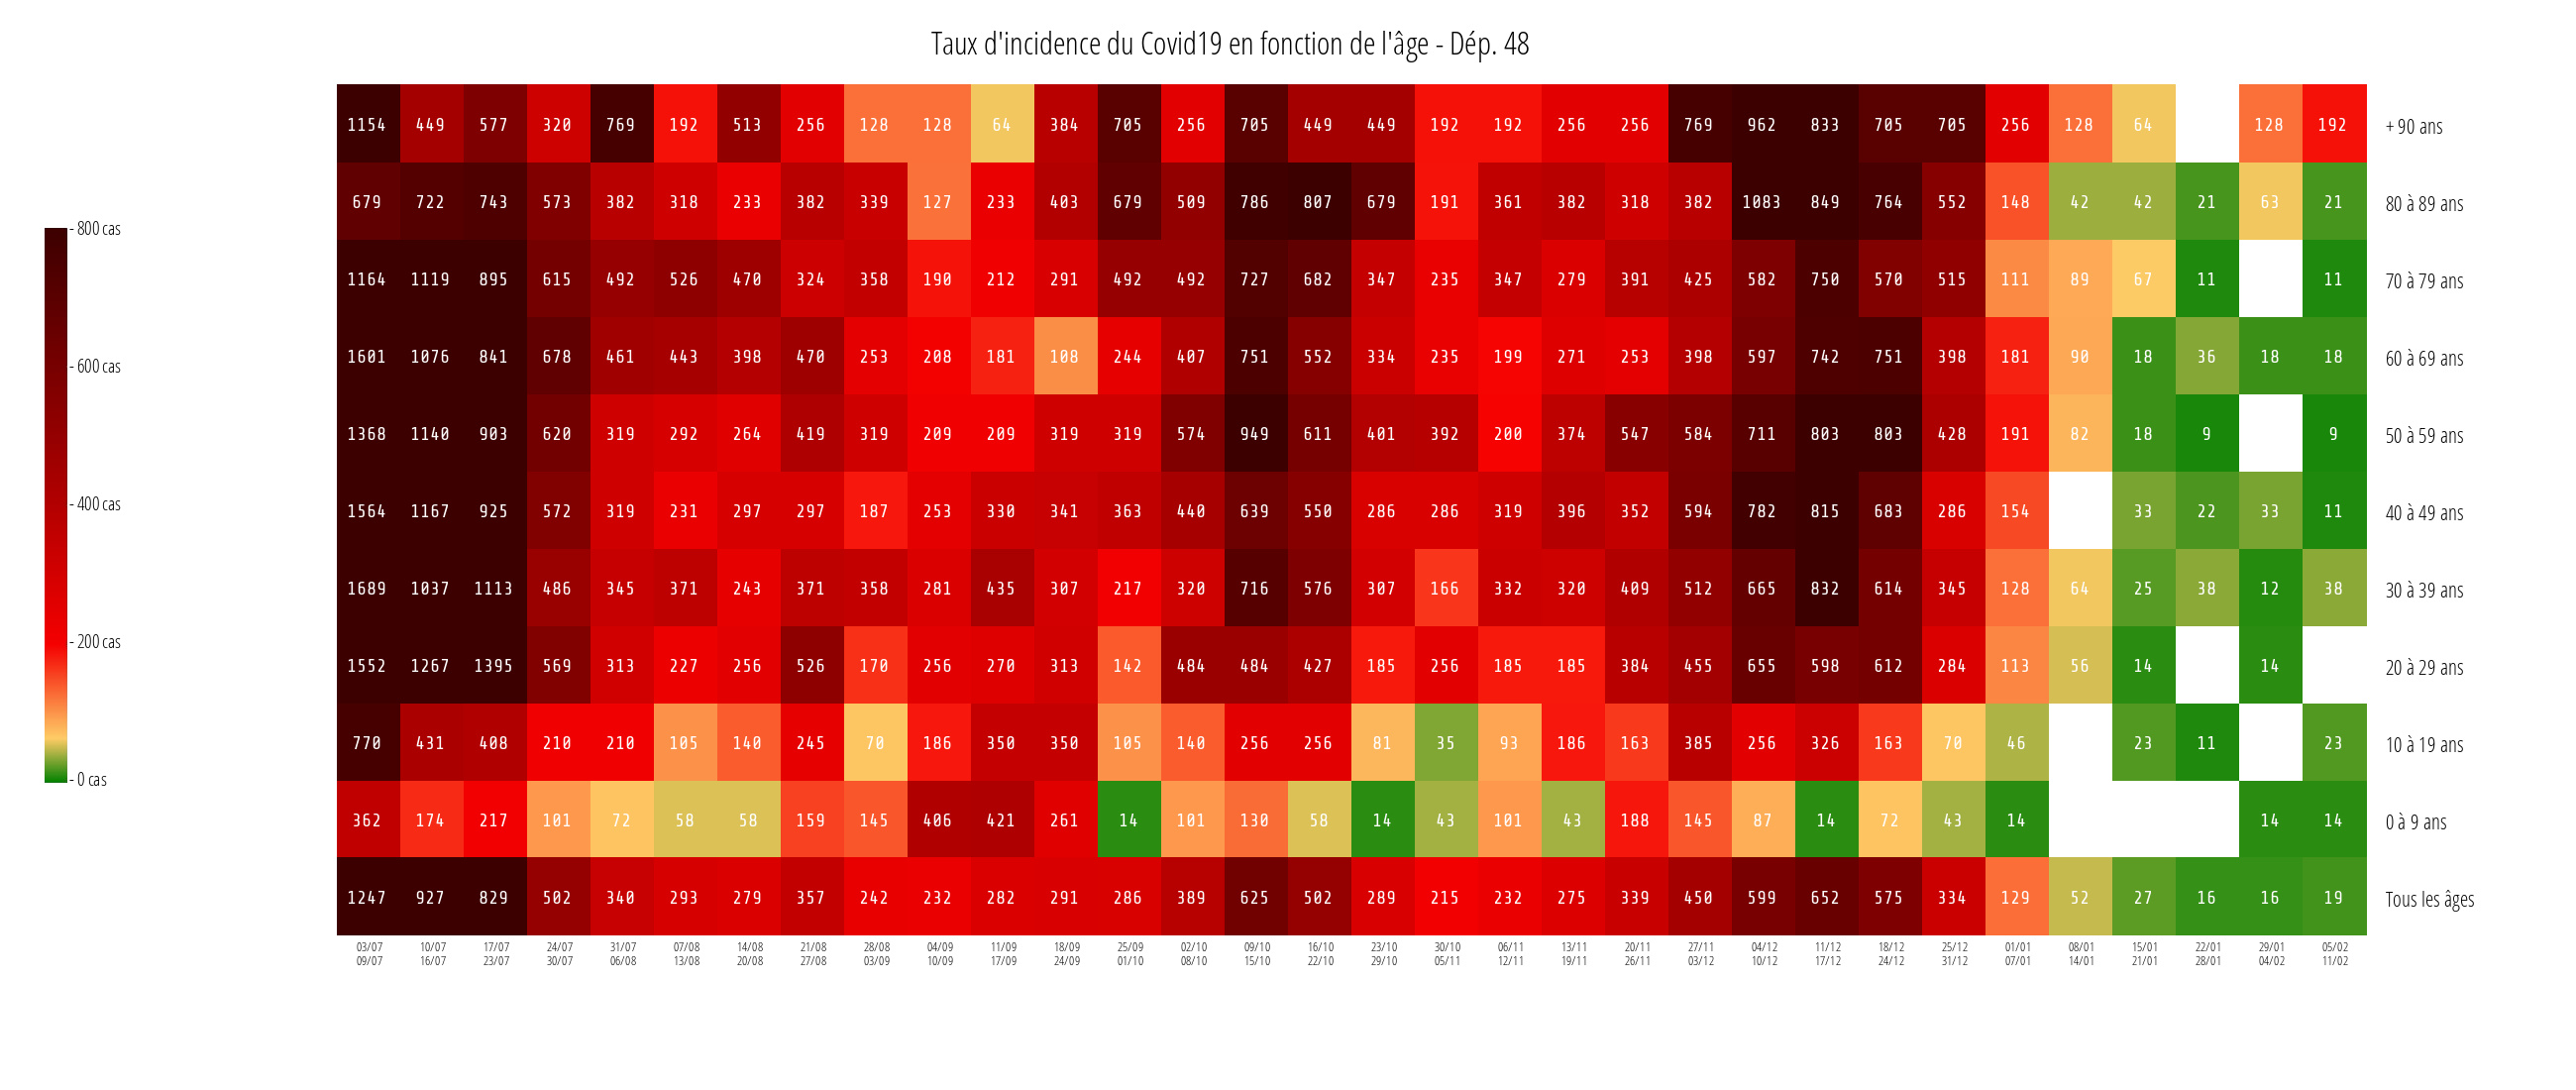 Taux d'incidence du Covid19 en fonction de l'âge - Dép. 48
1154 449 577 320 769 192 513 256 128 128 64 384 705 256 705 449 449 192 192 256 256 769 962 833 705 705 256 128 64 128 192 + 90 ans
679 722 743 573 382 318 233 382 339 127 233 403 679 509 786 807 679 191 361 382 318 382 1083 849 764 552 148 42 42 21 63 21 80 à 89 ans
1164 1119 895 615 492 526 470 324 358 190 212 291 492 492 727 682 347 235 347 279 391 425 582 750 570 515 111 89 67 11 11 70 à 79 ans
1601 1076 841 678 461 443 398 470 253 208 181 108 244 407 751 552 334 235 199 271 253 398 597 742 751 398 181 90 18 36 18 18 60 à 69 ans
1368 1140 903 620 319 292 264 419 319 209 209 319 319 574 949 611 401 392 200 374 547 584 711 803 803 428 191 82 18 9 9 50 à 59 ans
1564 1167 925 572 319 231 297 297 187 253 330 341 363 440 639 550 286 286 319 396 352 594 782 815 683 286 154 33 22 33 11 40 à 49 ans
1689 1037 1113 486 345 371 243 371 358 281 435 307 217 320 716 576 307 166 332 320 409 512 665 832 614 345 128 64 25 38 12 38 30 à 39 ans
1552 1267 1395 569 313 227 256 526 170 256 270 313 142 484 484 427 185 256 185 185 384 455 655 598 612 284 113 56 14 14 20 à 29 ans
770 431 408 210 210 105 140 245 70 186 350 350 105 140 256 256 81 35 93 186 163 385 256 326 163 70 46 23 11 23 10 à 19 ans
362 174 217 101 72 58 58 159 145 406 421 261 14 101 130 58 14 43 101 43 188 145 87 14 72 43 14 14 14 0 à 9 ans
1247 927 829 502 340 293 279 357 242 232 282 291 286 389 625 502 289 215 232 275 339 450 599 652 575 334 129 52 27 16 16 19 Tous les âges
03/07 10/07 17/07 24/07 31/07 07/08 14/08 21/08 28/08 04/09 11/09 18/09 25/09 02/10 09/10 16/10 23/10 30/10 06/11 13/11 20/11 27/11 04/12 11/12 18/12 25/12 01/01 08/01 15/01 22/01 29/01 05/02
09/07 16/07 23/07 30/07 06/08 13/08 20/08 27/08 03/09 10/09 17/09 24/09 01/10 08/10 15/10 22/10 29/10 05/11 12/11 19/11 26/11 03/12 10/12 17/12 24/12 31/12 07/01 14/01 21/01 28/01 04/02 11/02
- 800 cas
- 600 cas
- 400 cas
- 200 cas
- 0 cas